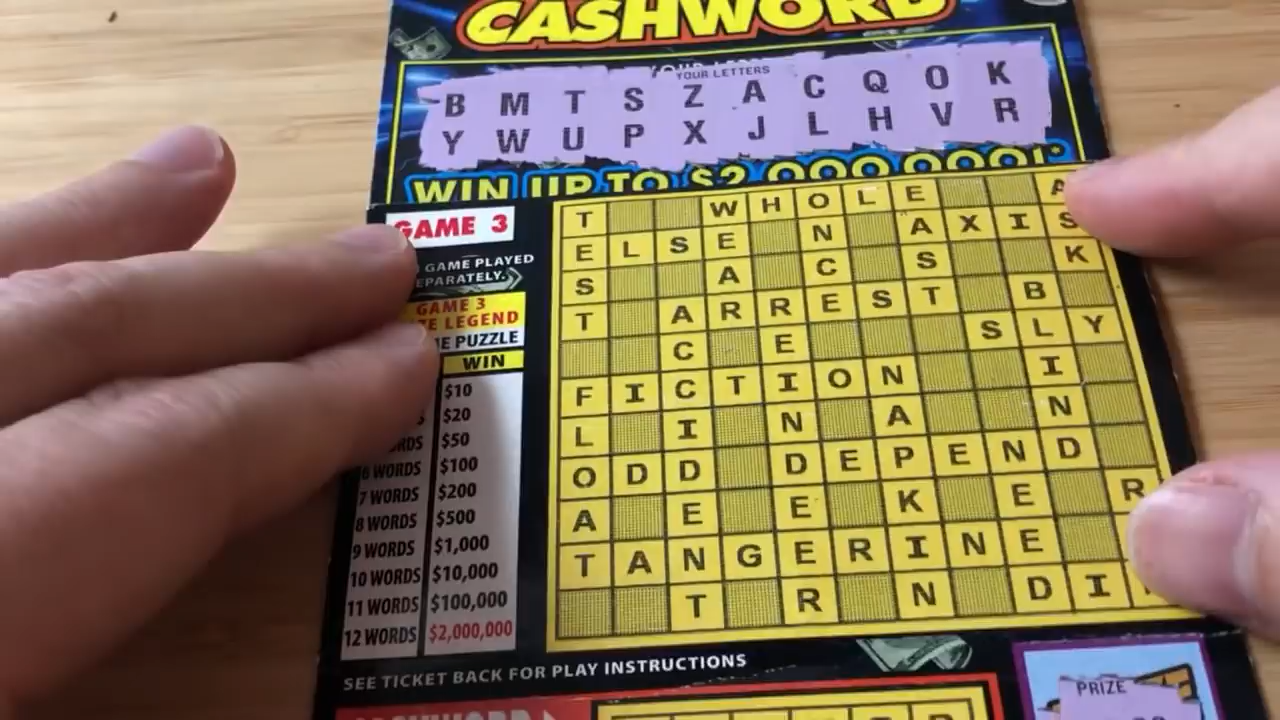 CASHWORD
YOUR LETTERS
B M T S Z A C Q O K
Y W U P X J L H V R
WIN UP TO $2,000,000!*
GAME 3
GAME PLAYED
EPARATELY.
GAME 3
E LEGEND
E PUZZLE
WIN
$10
$20
RDS $50
6 WORDS $100
7 WORDS $200
8 WORDS $500
9 WORDS $1,000
10 WORDS $10,000
11 WORDS $100,000
12 WORDS $2,000,000
T W H O L E A
E L S E N A X I S
S A C S K
T A R R E S T B
C E S L Y
F I C T I O N I
L I N A N
O D D D E P E N D
A E E K E R
T A N G E R I N E
T R N D I
SEE TICKET BACK FOR PLAY INSTRUCTIONS
PRIZE